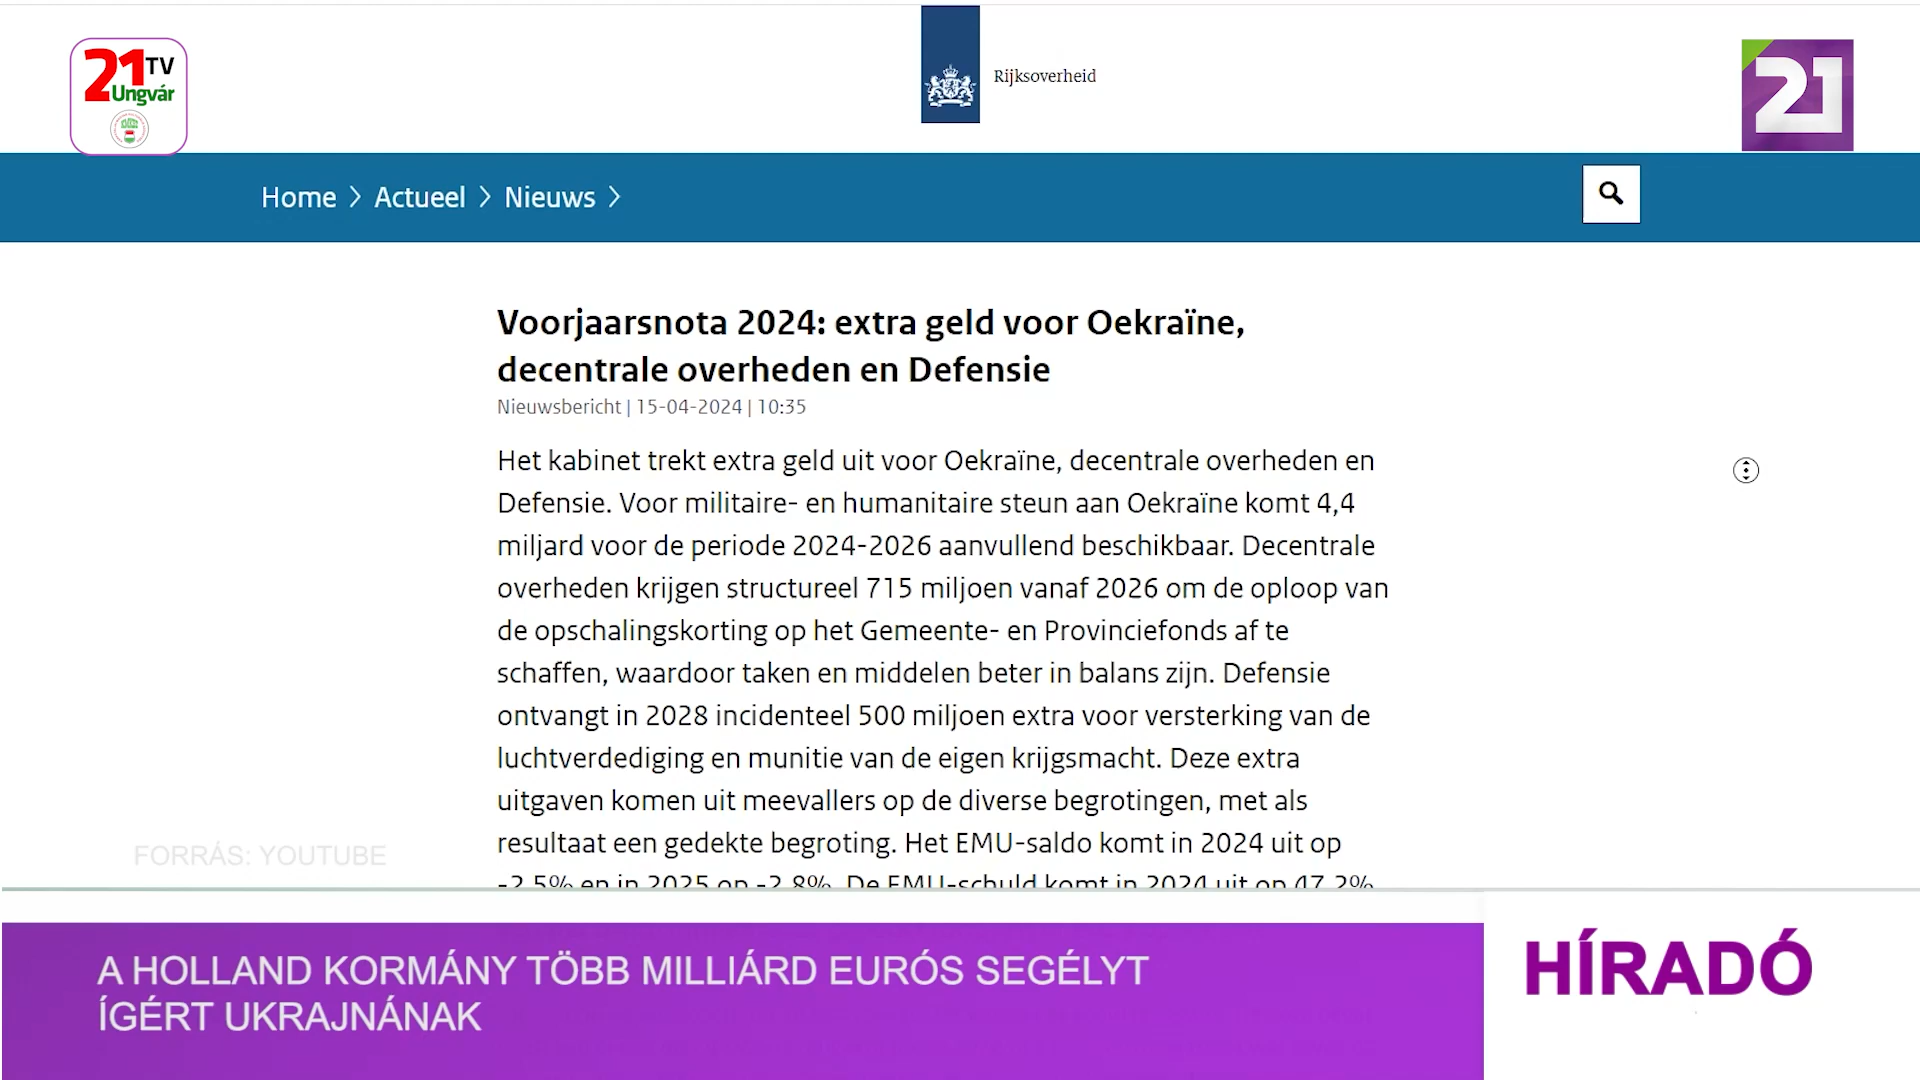 21 TV
Ungvár
Rijksoverheid
21
Home > Actueel > Nieuws >
Voorjaarsnota 2024: extra geld voor Oekraïne,
decentrale overheden en Defensie
Nieuwsbericht | 15-04-2024 | 10:35
Het kabinet trekt extra geld uit voor Oekraïne, decentrale overheden en
Defensie. Voor militaire- en humanitaire steun aan Oekraïne komt 4,4
miljard voor de periode 2024-2026 aanvullend beschikbaar. Decentrale
overheden krijgen structureel 715 miljoen vanaf 2026 om de oploop van
de opschalingskorting op het Gemeente- en Provinciefonds af te
schaffen, waardoor taken en middelen beter in balans zijn. Defensie
ontvangt in 2028 incidenteel 500 miljoen extra voor versterking van de
luchtverdediging en munitie van de eigen krijgsmacht. Deze extra
uitgaven komen uit meevallers op de diverse begrotingen, met als
resultaat een gedekte begroting. Het EMU-saldo komt in 2024 uit op
-2,5% en in 2025 op -2,8%. De EMU-schuld komt in 2024 uit op 47,2%
FORRÁS: YOUTUBE
A HOLLAND KORMÁNY TÖBB MILLIÁRD EURÓS SEGÉLYT
ÍGÉRT UKRAJNÁNAK
HÍRADÓ